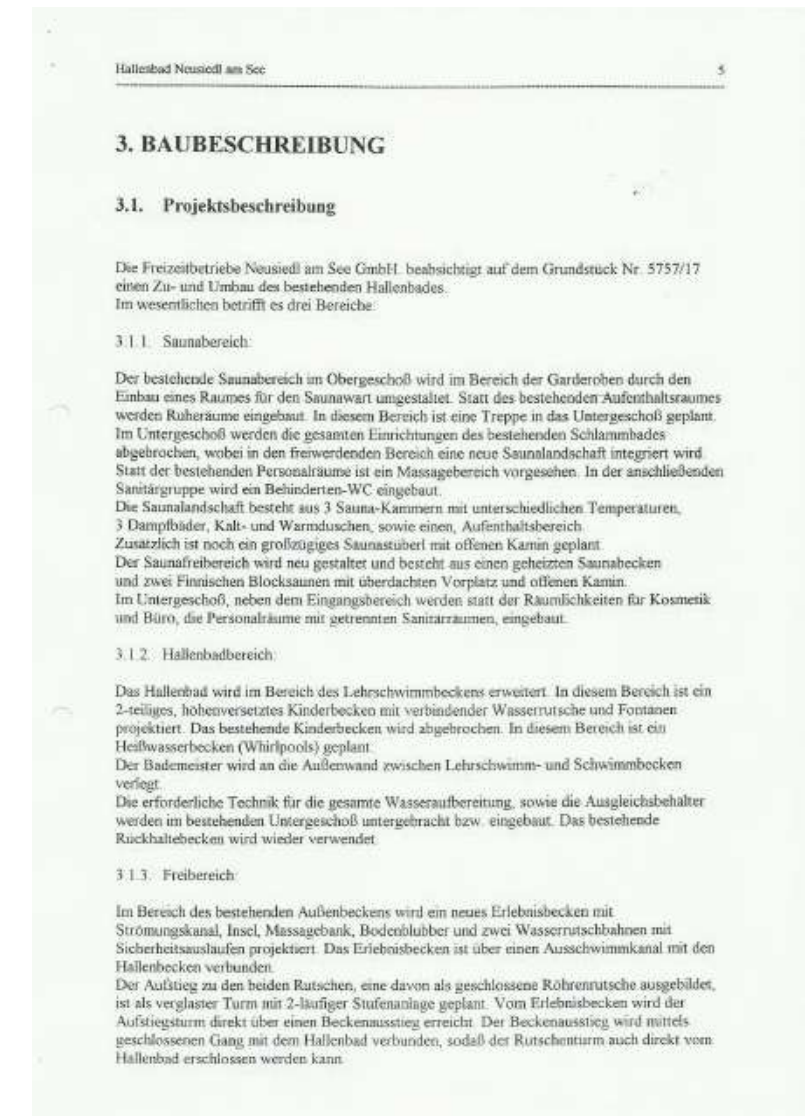 Hallenbad Neusiedl am See 5
3. BAUBESCHREIBUNG
3.1. Projektsbeschreibung
Die Freizeitbetriebe Neusiedl am See GmbH. beabsichtigt auf dem Grundstück Nr. 5757/17
einen Zu- und Umbau des bestehenden Hallenbades.
Im wesentlichen betrifft es drei Bereiche:
3.1.1. Saunabereich:
Der bestehende Saunabereich im Obergeschoß wird im Bereich der Garderoben durch den
Einbau eines Raumes für den Saunawart umgestaltet. Statt des bestehenden Aufenthaltsraumes
werden Ruheräume eingebaut. In diesem Bereich ist eine Treppe in das Untergeschoß geplant.
Im Untergeschoß werden die gesamten Einrichtungen des bestehenden Schlammbades
abgebrochen, wobei in den freiwerdenden Bereich eine neue Saunalandschaft integriert wird.
Statt der bestehenden Personalräume ist ein Massagebereich vorgesehen. In der anschließenden
Sanitärgruppe wird ein Behinderten-WC eingebaut.
Die Saunalandschaft besteht aus 3 Sauna-Kammern mit unterschiedlichen Temperaturen,
3 Dampfbäder, Kalt- und Warmduschen, sowie einen, Aufenthaltsbereich.
Zusätzlich ist noch ein großzügiges Saunastüberl mit offenen Kamin geplant.
Der Saunafreibereich wird neu gestaltet und besteht aus einen geheizten Saunabecken
und zwei Finnischen Blocksaunen mit überdachten Vorplatz und offenen Kamin.
Im Untergeschoß, neben dem Eingangsbereich werden statt der Räumlichkeiten für Kosmetik
und Büro, die Personalräume mit getrennten Sanitärräumen, eingebaut.
3.1.2. Hallenbadbereich:
Das Hallenbad wird im Bereich des Lehrschwimmbeckens erweitert. In diesem Bereich ist ein
2-teiliges, höhenversetztes Kinderbecken mit verbindender Wasserrutsche und Fontänen
projektiert. Das bestehende Kinderbecken wird abgebrochen. In diesem Bereich ist ein
Heißwasserbecken (Whirlpools) geplant.
Der Bademeister wird an die Außenwand zwischen Lehrschwimm- und Schwimmbecken
verlegt.
Die erforderliche Technik für die gesamte Wasseraufbereitung, sowie die Ausgleichsbehälter
werden im bestehenden Untergeschoß untergebracht bzw. eingebaut. Das bestehende
Rückhaltebecken wird wieder verwendet.
3.1.3. Freibereich:
Im Bereich des bestehenden Außenbeckens wird ein neues Erlebnisbecken mit
Strömungskanal, Insel, Massagebank, Bodenblubber und zwei Wasserrutschbahnen mit
Sicherheitsauslaufen projektiert. Das Erlebnisbecken ist über einen Ausschwimmkanal mit den
Hallenbecken verbunden.
Der Aufstieg zu den beiden Rutschen, eine davon als geschlossene Röhrenrutsche ausgebildet,
ist als verglaster Turm mit 2-läufiger Stufenanlage geplant. Vom Erlebnisbecken wird der
Aufstiegsturm direkt über einen Beckenausstieg erreicht. Der Beckenausstieg wird mittels
geschlossenen Gang mit dem Hallenbad verbunden, sodaß der Rutschenturm auch direkt vom
Hallenbad erschlossen werden kann.